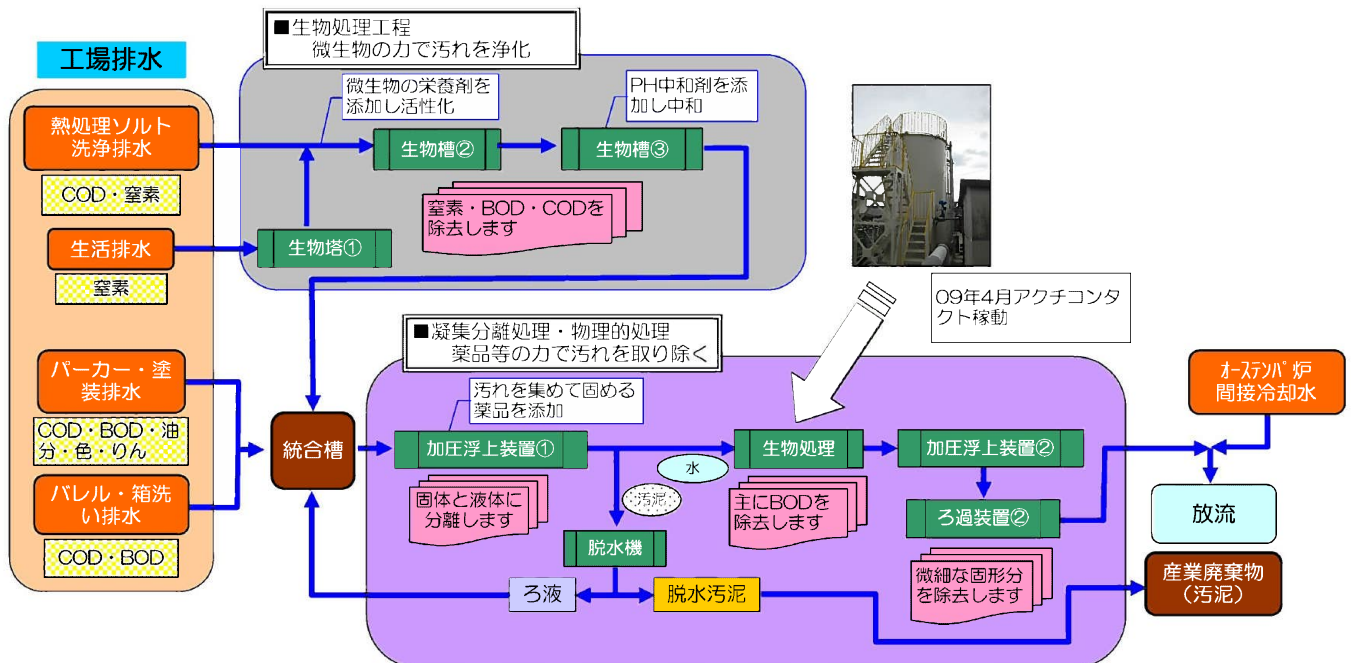 ■生物処理工程
微生物の力で汚れを浄化
工場排水
微生物の栄養剤を
添加し活性化
PH中和剤を添
加し中和
熱処理ソルト
洗浄排水
生物槽②
生物槽③
COD・窒素
窒素・BOD・CODを
除去します
生活排水
生物塔①
窒素
09年4月アクチコンタ
クト稼動
■凝集分離処理・物理的処理
薬品等の力で汚れを取り除く
パーカー・塗
装排水
汚れを集めて固める
薬品を添加
ｵｰｽﾃﾝﾊﾟ炉
間接冷却水
COD・BOD・油
分・色・りん
統合槽
加圧浮上装置①
水
生物処理
加圧浮上装置②
バレル・箱洗
い排水
固体と液体に
分離します
汚泥
主にBODを
除去します
ろ過装置②
放流
COD・BOD
脱水機
微細な固形分
を除去します
産業廃棄物
（汚泥）
ろ液
脱水汚泥